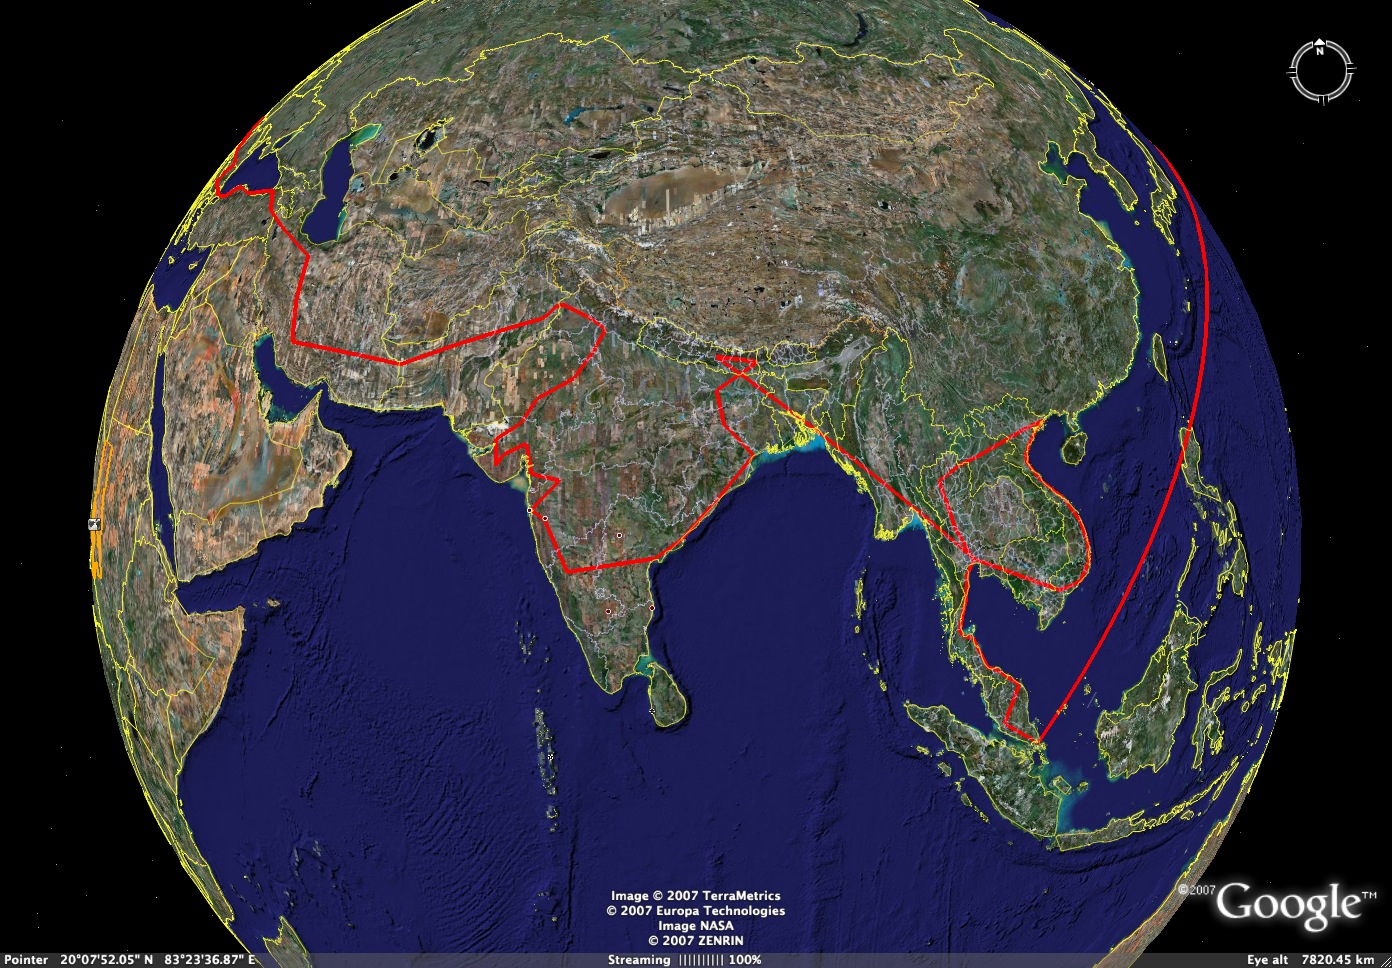 N
Image © 2007 TerraMetrics
© 2007 Europa Technologies
Image NASA
© 2007 ZENRIN
©2007 Google™
Pointer 20°07'52.05" N 83°23'36.87" E Streaming |||||||||| 100% Eye alt 7820.45 km